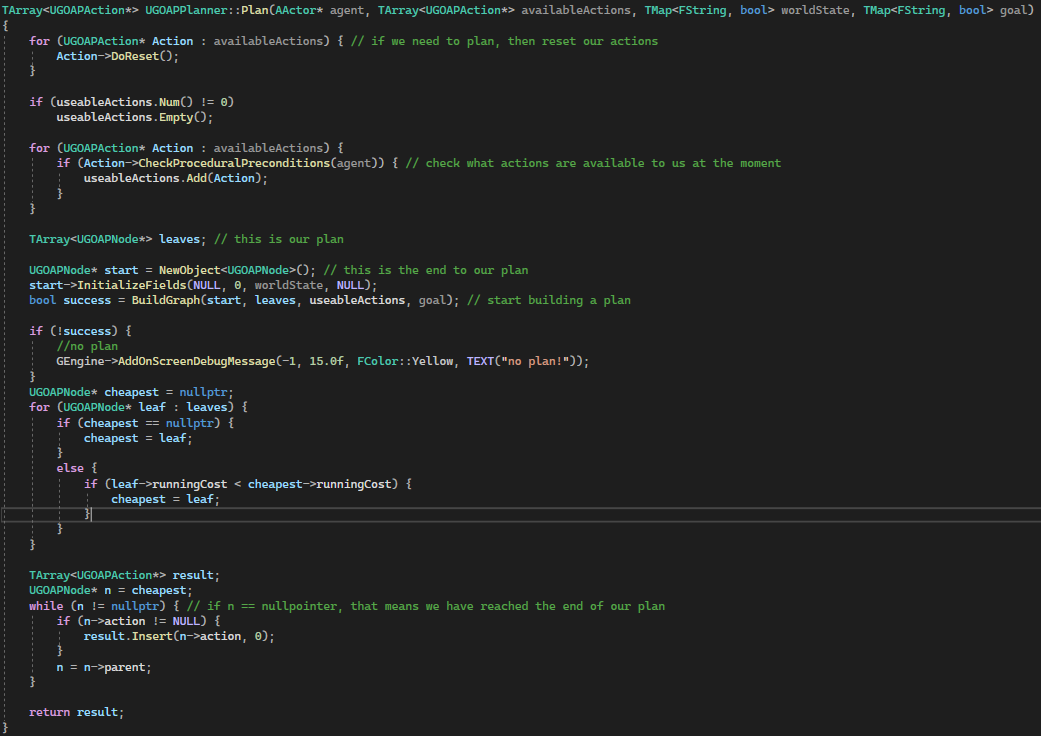 TArray<UGOAPAction*> UGOAPPlanner::Plan(AActor* agent, TArray<UGOAPAction*> availableActions, TMap<FString, bool> worldState, TMap<FString, bool> goal)
{
    for (UGOAPAction* Action : availableActions) { // if we need to plan, then reset our actions
        Action->DoReset();
    }

    if (useableActions.Num() != 0)
        useableActions.Empty();

    for (UGOAPAction* Action : availableActions) {
        if (Action->CheckProceduralPreconditions(agent)) { // check what actions are available to us at the moment
            useableActions.Add(Action);
        }
    }

    TArray<UGOAPNode*> leaves; // this is our plan

    UGOAPNode* start = NewObject<UGOAPNode>(); // this is the end to our plan
    start->InitializeFields(NULL, 0, worldState, NULL);
    bool success = BuildGraph(start, leaves, useableActions, goal); // start building a plan

    if (!success) {
        //no plan
        GEngine->AddOnScreenDebugMessage(-1, 15.0f, FColor::Yellow, TEXT("no plan!"));
    }
    UGOAPNode* cheapest = nullptr;
    for (UGOAPNode* leaf : leaves) {
        if (cheapest == nullptr) {
            cheapest = leaf;
        }
        else {
            if (leaf->runningCost < cheapest->runningCost) {
                cheapest = leaf;
            }
        }
    }

    TArray<UGOAPAction*> result;
    UGOAPNode* n = cheapest;
    while (n != nullptr) { // if n == nullpointer, that means we have reached the end of our plan
        if (n->action != NULL) {
            result.Insert(n->action, 0);
        }
        n = n->parent;
    }

    return result;
}